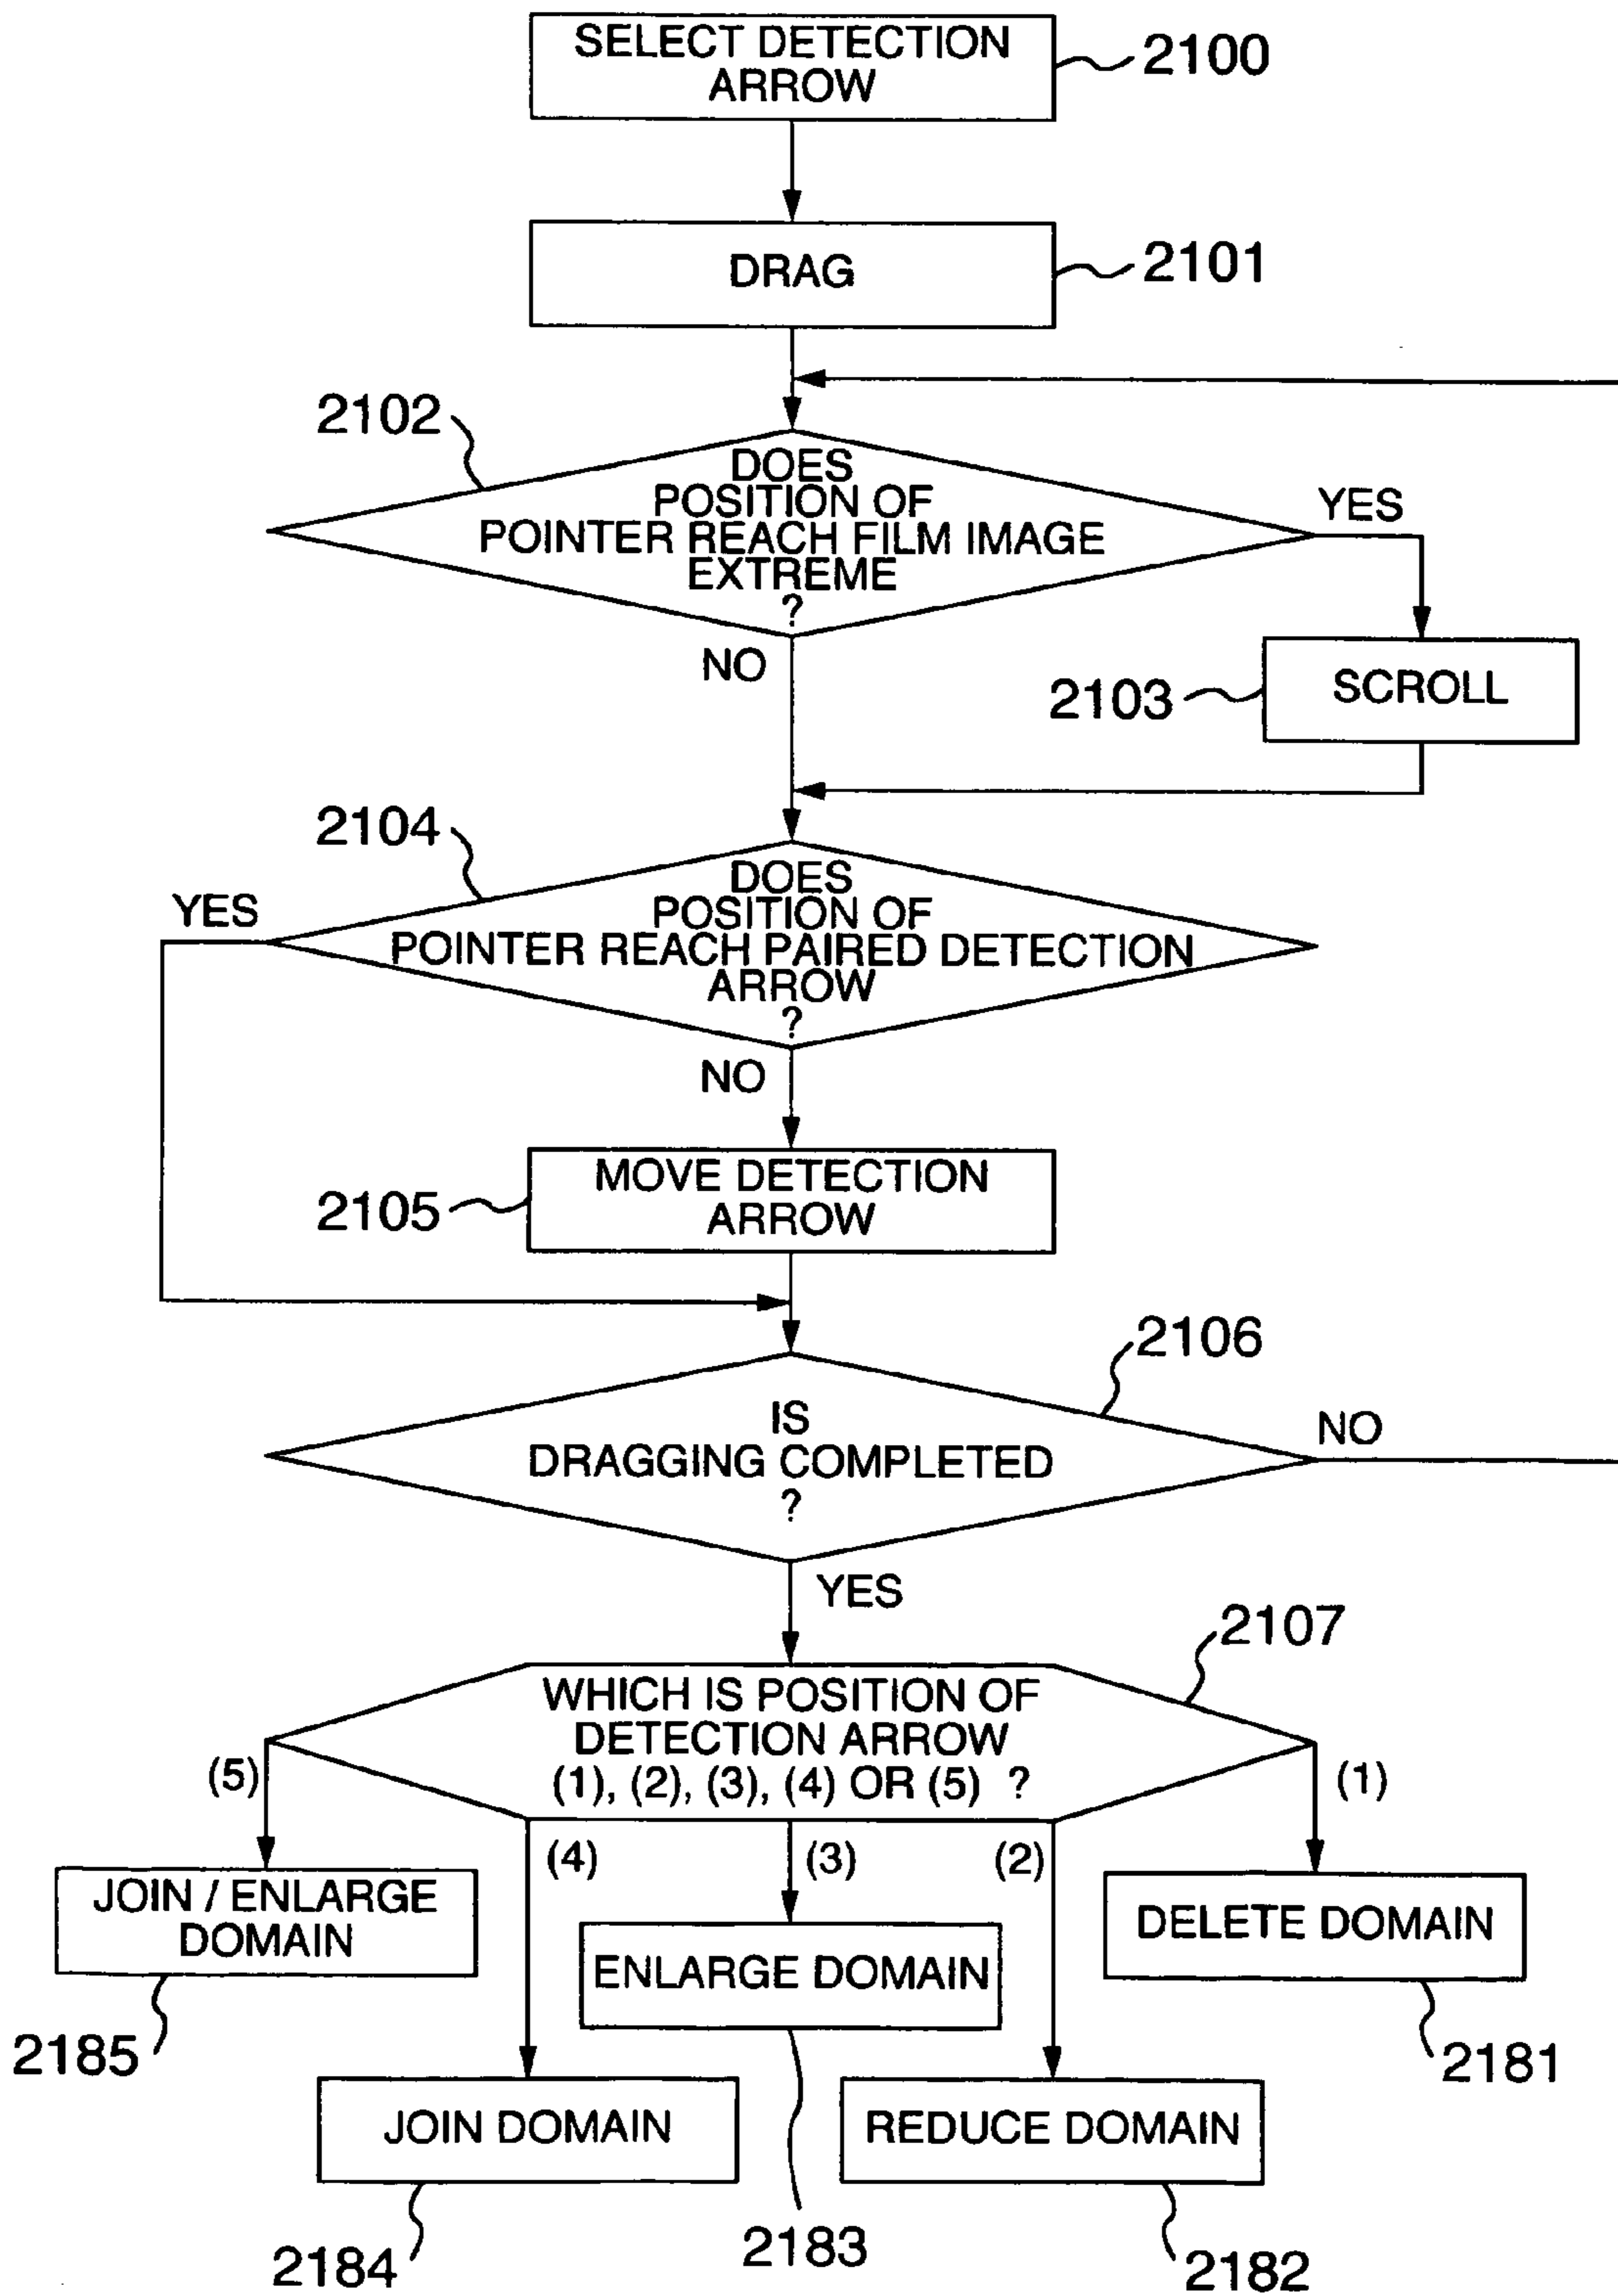 SELECT DETECTION
ARROW
2100
DRAG
2101
2102
DOES
POSITION OF
POINTER REACH FILM IMAGE
EXTREME
?
YES
NO
2103
SCROLL
2104
YES
DOES
POSITION OF
POINTER REACH PAIRED DETECTION
ARROW
?
NO
2105
MOVE DETECTION
ARROW
2106
IS
DRAGGING COMPLETED
?
NO
YES
2107
WHICH IS POSITION OF
DETECTION ARROW
(1), (2), (3), (4) OR (5) ?
(5)
(4)
(3)
(2)
(1)
JOIN / ENLARGE
DOMAIN
ENLARGE DOMAIN
DELETE DOMAIN
2185
2181
JOIN DOMAIN
REDUCE DOMAIN
2184
2183
2182